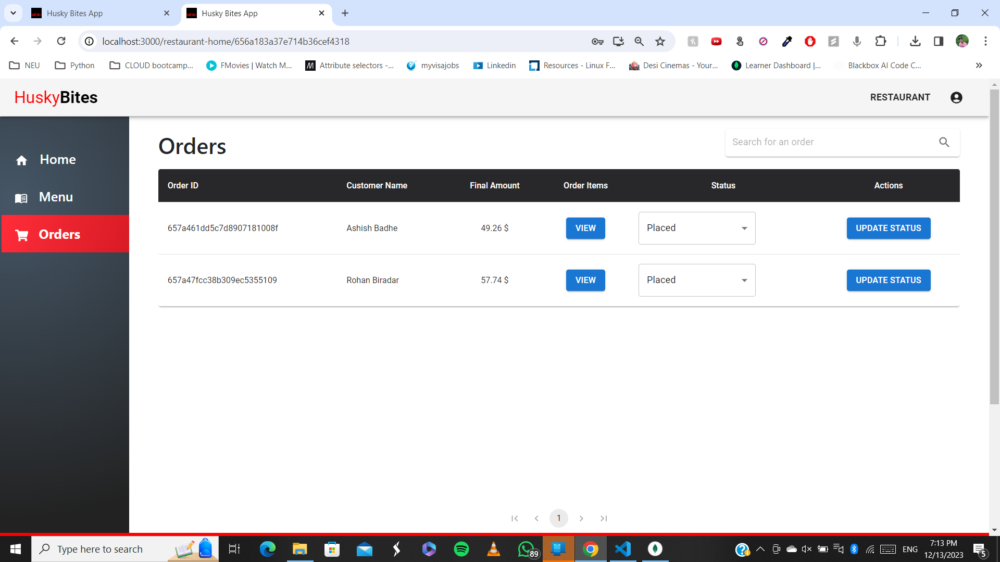 Husky Bites App
Husky Bites App
localhost:3000/restaurant-home/656a183a37e714b36cef4318
NEU
Python
CLOUD bootcamp...
FMovies | Watch M...
Attribute selectors -...
myvisajobs
Linkedin
Resources - Linux F...
Desi Cinemas - Your...
Learner Dashboard |...
Blackbox AI Code C...
HuskyBites
RESTAURANT
Home
Menu
Orders
Orders
Search for an order
Order ID Customer Name Final Amount Order Items Status Actions
657a461dd5c7d8907181008f Ashish Badhe 49.26 $ VIEW Placed UPDATE STATUS
657a47fcc38b309ec5355109 Rohan Biradar 57.74 $ VIEW Placed UPDATE STATUS
1
Type here to search
89
ENG
7:13 PM
12/13/2023
5